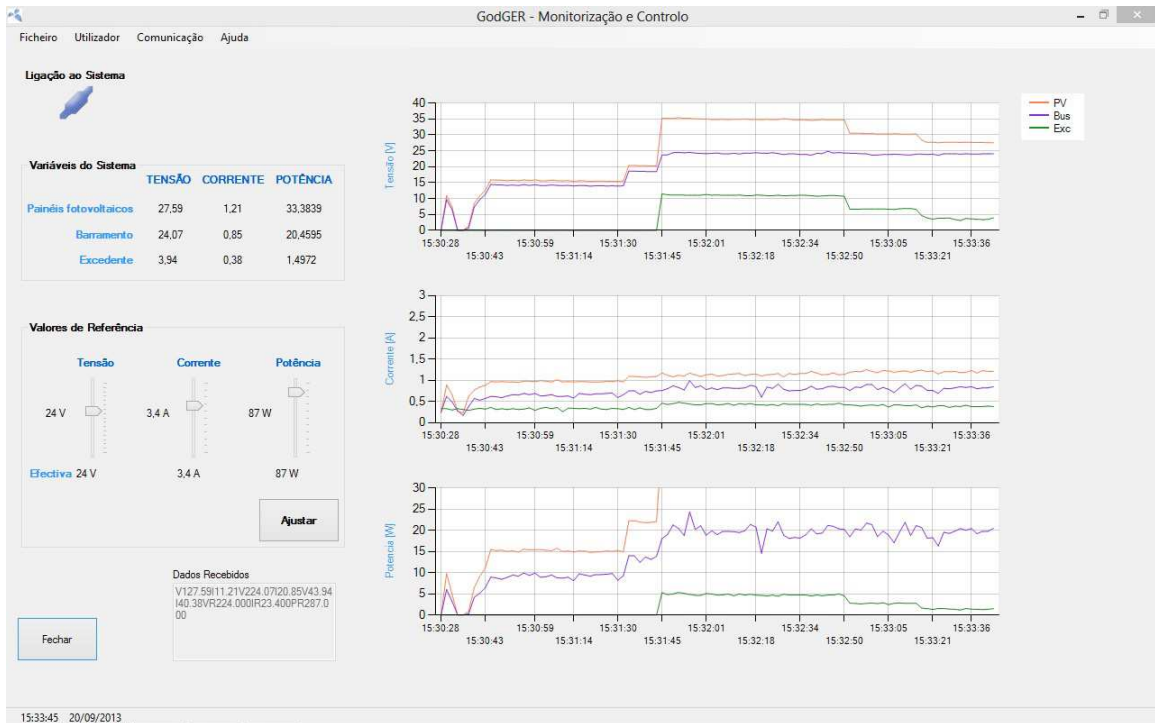 GodGER - Monitorização e Controlo
Ficheiro Utilizador Comunicação Ajuda
Ligação ao Sistema
Variáveis do Sistema
TENSÃO CORRENTE POTÊNCIA
Painéis fotovoltaicos 27,59 1,21 33,3839
Barramento 24,07 0,85 20,4595
Excedente 3,94 0,38 1,4972
Valores de Referência
Tensão Corrente Potência
24 V 3,4 A 87 W
Efectiva 24 V 3,4 A 87 W
Ajustar
Dados Recebidos
V127.59I11.21V224.07I20.85V43.94
I40.38VR224.000IR23.400PR287.0
00
Fechar
15:33:45 20/09/2013
Tensão [V]
40
35
30
25
20
15
10
5
0
15:30:28 15:30:59 15:31:30 15:32:01 15:32:34 15:33:05 15:33:36
15:30:43 15:31:14 15:31:45 15:32:18 15:32:50 15:33:21
PV
Bus
Exc
Corrente [A]
3
2,5
2
1,5
1
0,5
0
15:30:28 15:30:59 15:31:30 15:32:01 15:32:34 15:33:05 15:33:36
15:30:43 15:31:14 15:31:45 15:32:18 15:32:50 15:33:21
Potencia [W]
30
25
20
15
10
5
0
15:30:28 15:30:59 15:31:30 15:32:01 15:32:34 15:33:05 15:33:36
15:30:43 15:31:14 15:31:45 15:32:18 15:32:50 15:33:21